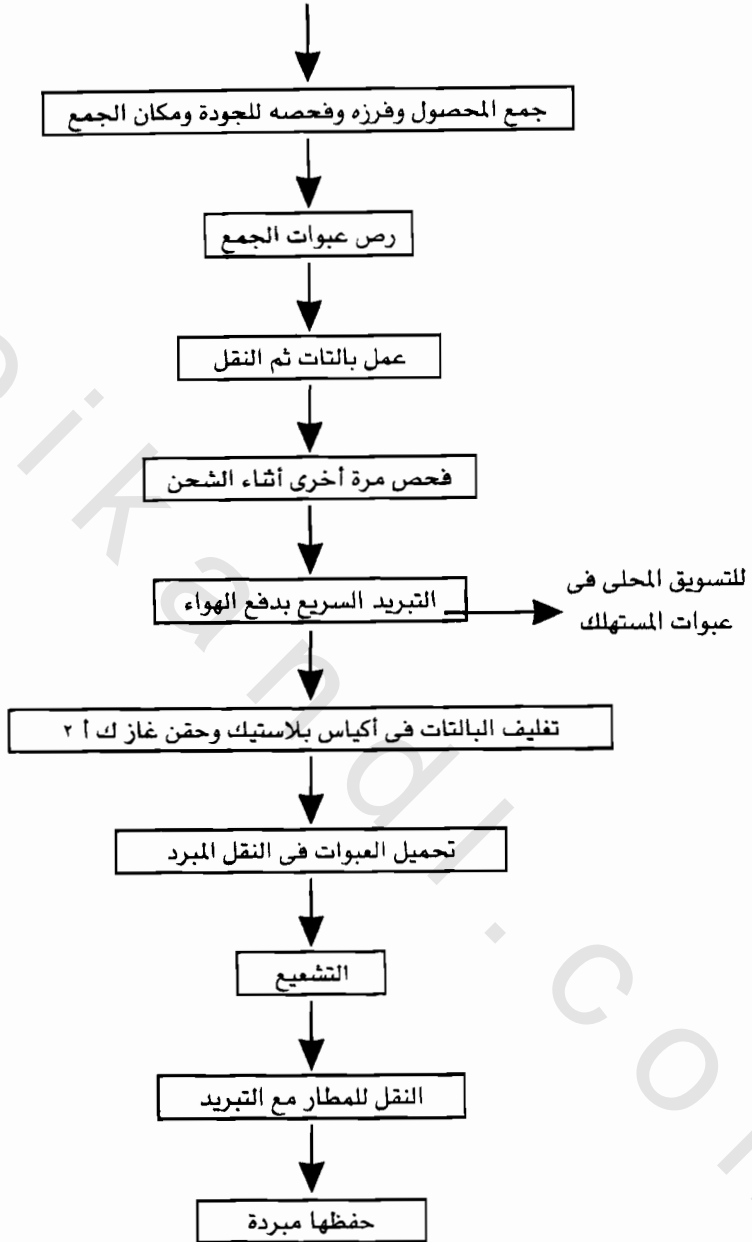 جمع المحصول وفرزه وفحصه للجودة ومكان الجمع
رص عبوات الجمع
عمل بالتات ثم النقل
فحص مرة أخرى أثناء الشحن
التبريد السريع بدفع الهواء
للتسويق المحلى فى
عبوات المستهلك
تغليف البالتات فى أكياس بلاستيك وحقن غاز ك أ ٢
تحميل العبوات فى النقل المبرد
التشعيع
النقل للمطار مع التبريد
حفظها مبردة